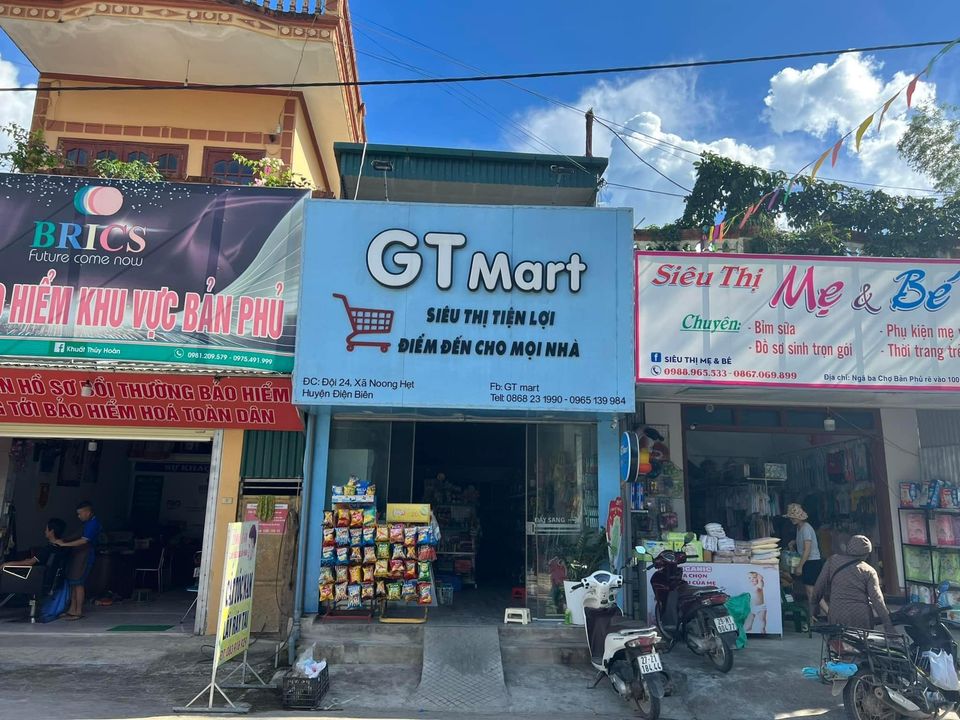 BRICS
Future come now
HIỂM KHU VỰC BẢN PHỦ
Khuất Thúy Hoàn
0981.209.579 - 0975.491.999
HỒ SƠ BỒI THƯỜNG BẢO HIỂM
TỚI BẢO HIỂM HOÁ TOÀN DÂN
GT Mart
SIÊU THỊ TIỆN LỢI
ĐIỂM ĐẾN CHO MỌI NHÀ
ĐC: Đội 24, Xã Noong Hẹt
Huyện Điện Biên
Fb: GT mart
Tell: 0868 23 1990 - 0965 139 984
Siêu Thị Mẹ & Bé
Chuyên: - Bỉm sữa
- Đồ sơ sinh trọn gói
- Phụ kiện mẹ
- Thời trang
SIÊU THỊ MẸ & BÉ
0988.965.533 - 0867.069.899
Địa chỉ: Ngã ba Chợ Bản Phủ rẽ vào 100
ĐẨY SANG